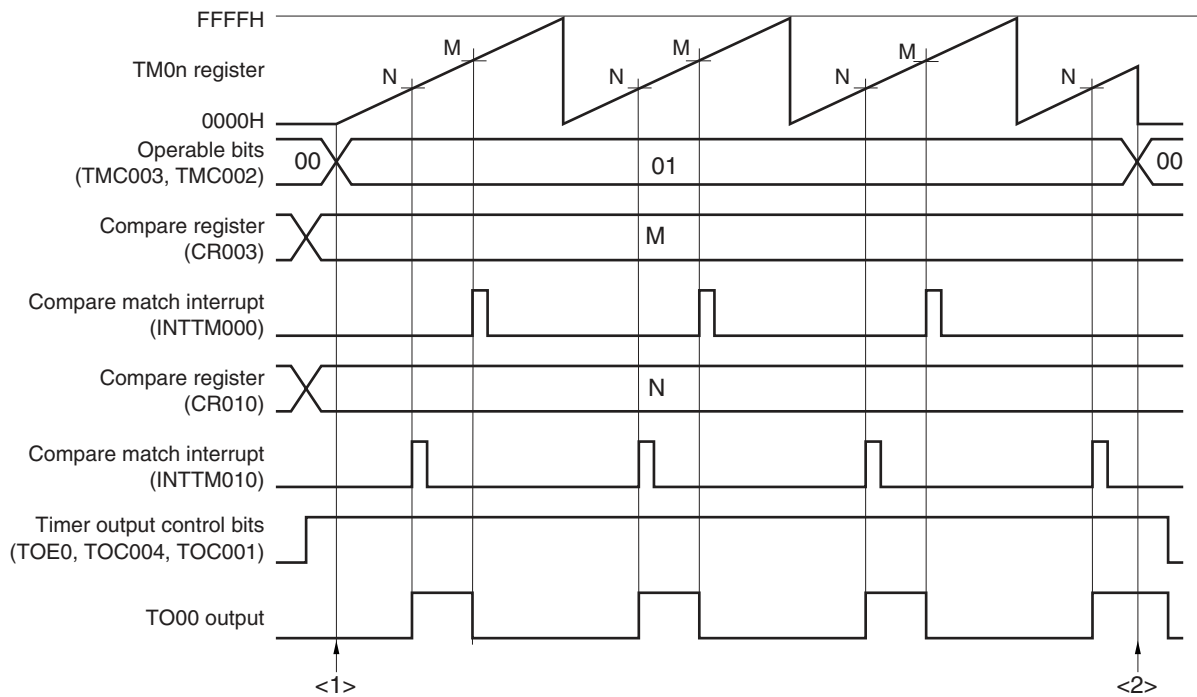 FFFFH
TM0n register
0000H
N
M
N
M
N
M
N
Operable bits
(TMC003, TMC002)
00
01
00
Compare register
(CR003)
M
Compare match interrupt
(INTTM000)
Compare register
(CR010)
N
Compare match interrupt
(INTTM010)
Timer output control bits
(TOE0, TOC004, TOC001)
TO00 output
<1>
<2>